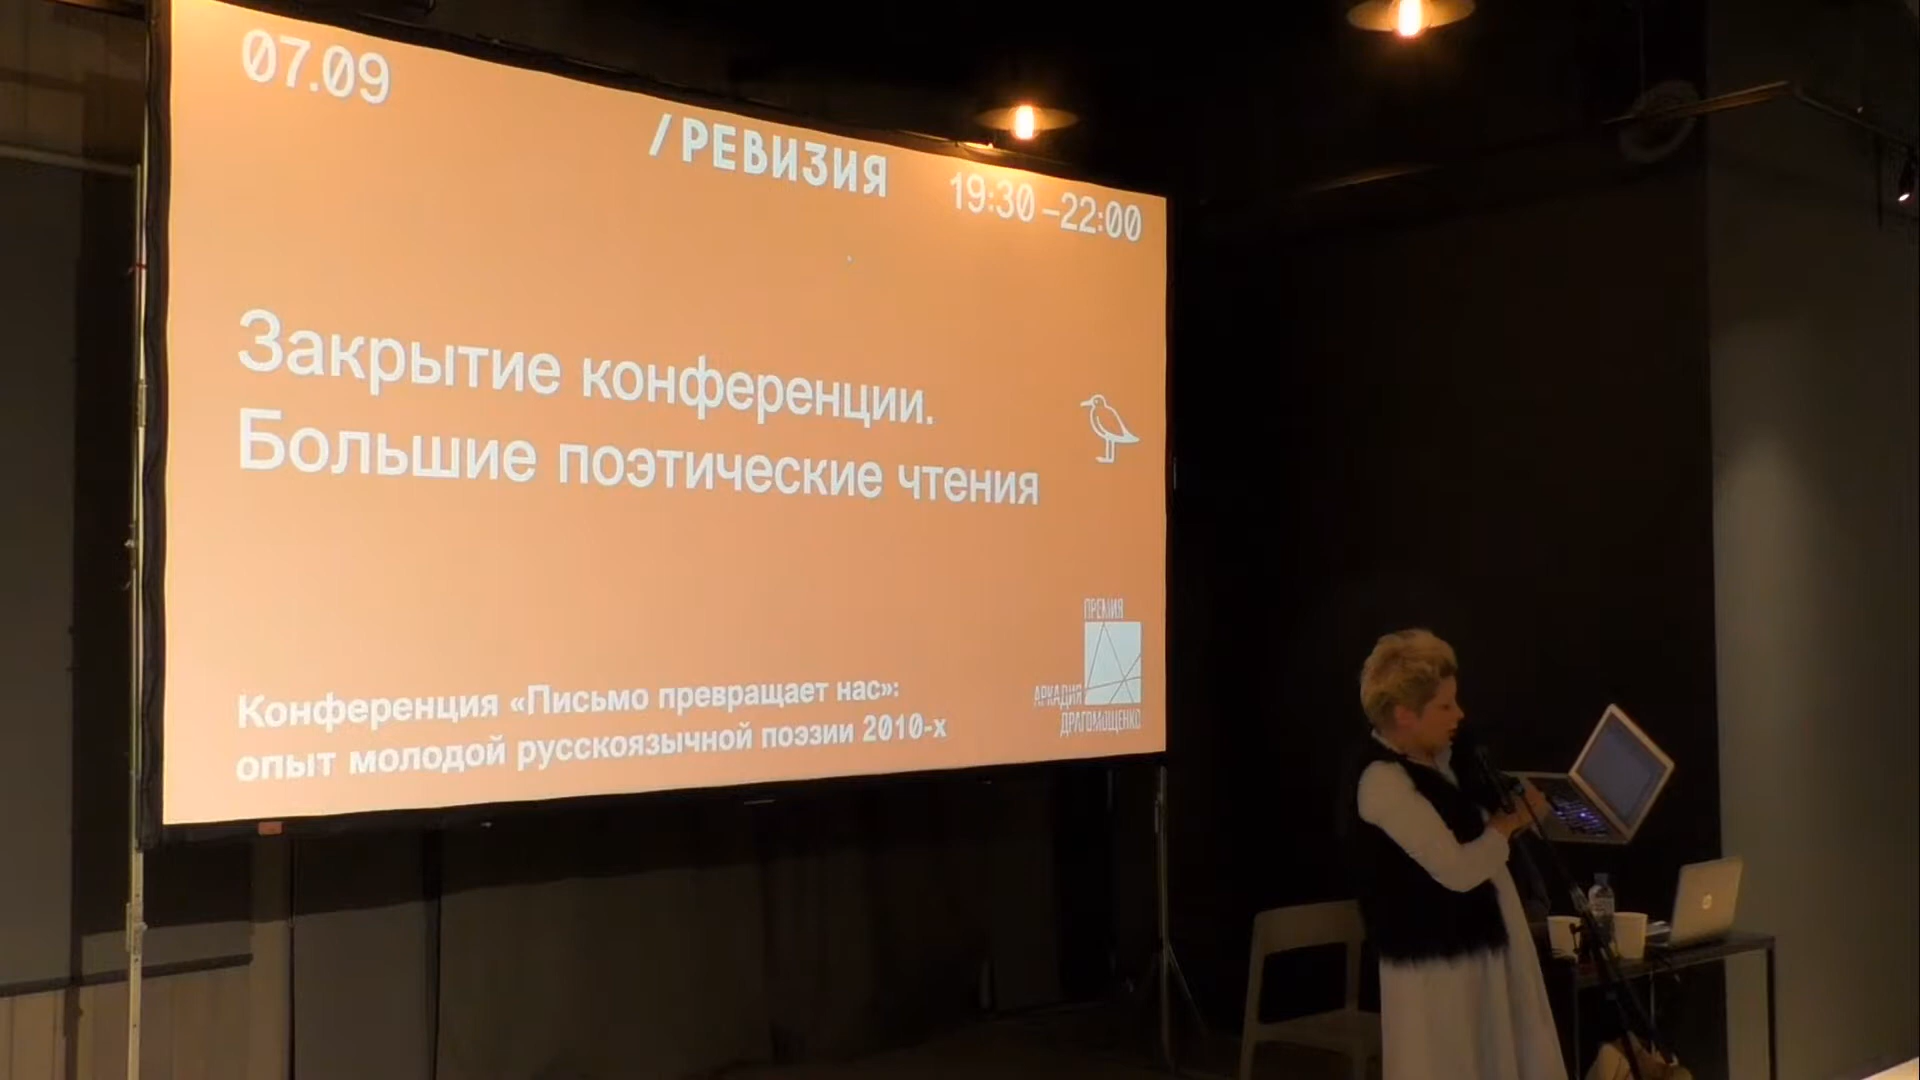 07.09
/РЕВИЗИЯ
19:30–22:00
Закрытие конференции.
Большие поэтические чтения
ПРЕМИЯ
АРКАДИЯ
ДРАГОМОЩЕНКО
Конференция «Письмо превращает нас»:
опыт молодой русскоязычной поэзии 2010-х